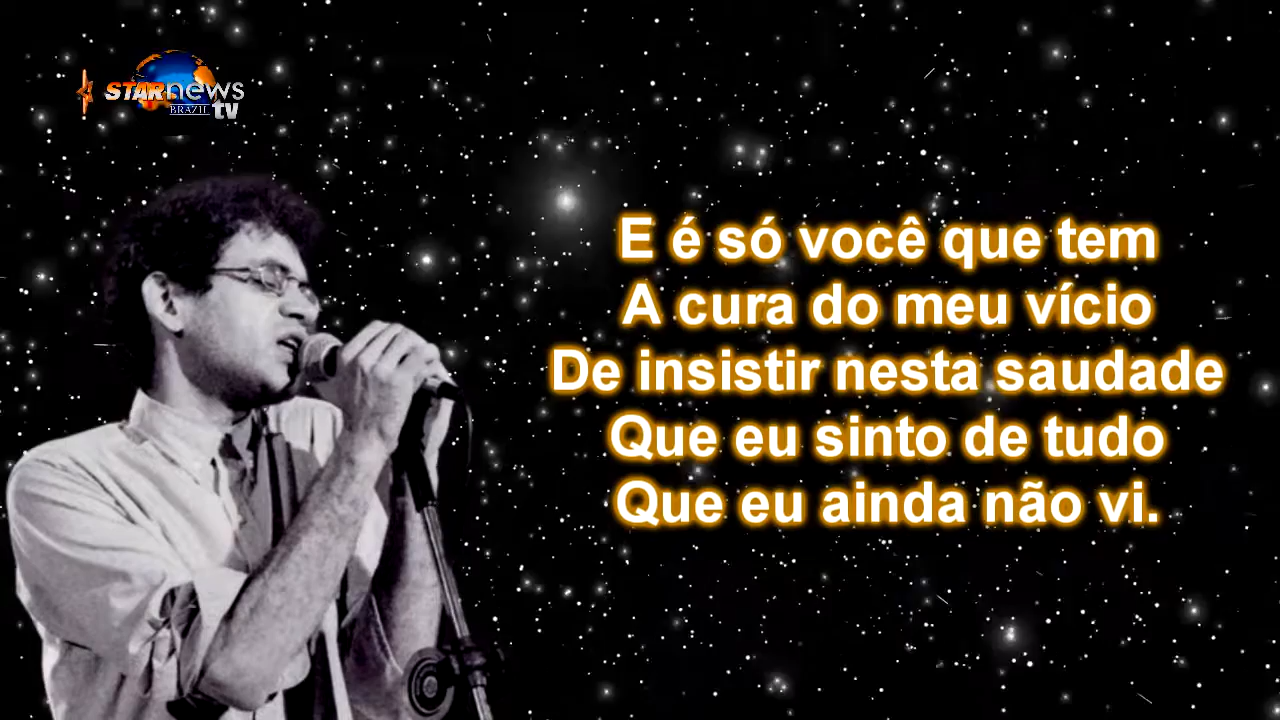 STARnews
BRAZIL tv
E é só você que tem
A cura do meu vício
De insistir nesta saudade
Que eu sinto de tudo
Que eu ainda não vi.